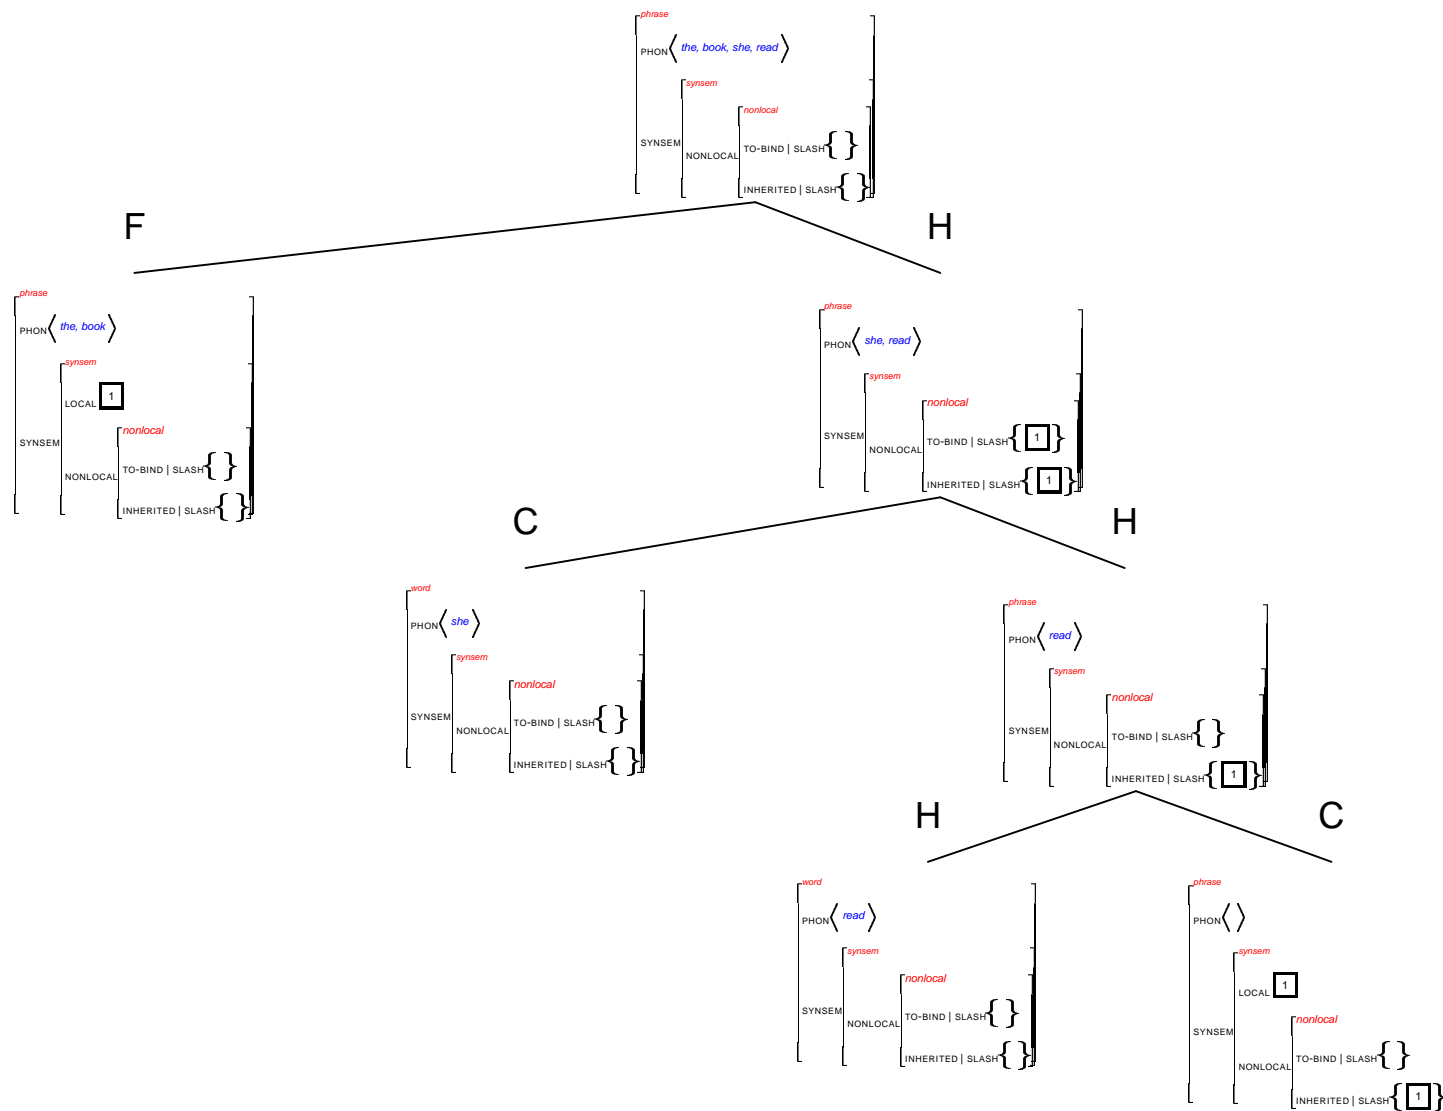 phrase
PHON ⟨ the, book, she, read ⟩
synsem
nonlocal
SYNSEM NONLOCAL TO-BIND | SLASH { }
INHERITED | SLASH { }
F H
phrase
PHON ⟨ the, book ⟩
synsem
LOCAL 1
nonlocal
SYNSEM NONLOCAL TO-BIND | SLASH { }
INHERITED | SLASH { }
phrase
PHON ⟨ she, read ⟩
synsem
nonlocal
SYNSEM NONLOCAL TO-BIND | SLASH { 1 }
INHERITED | SLASH { 1 }
C H
word
PHON ⟨ she ⟩
synsem
nonlocal
SYNSEM NONLOCAL TO-BIND | SLASH { }
INHERITED | SLASH { }
phrase
PHON ⟨ read ⟩
synsem
nonlocal
SYNSEM NONLOCAL TO-BIND | SLASH { }
INHERITED | SLASH { 1 }
H C
word
PHON ⟨ read ⟩
synsem
nonlocal
SYNSEM NONLOCAL TO-BIND | SLASH { }
INHERITED | SLASH { }
phrase
PHON ⟨ ⟩
synsem
LOCAL 1
nonlocal
SYNSEM NONLOCAL TO-BIND | SLASH { }
INHERITED | SLASH { 1 }